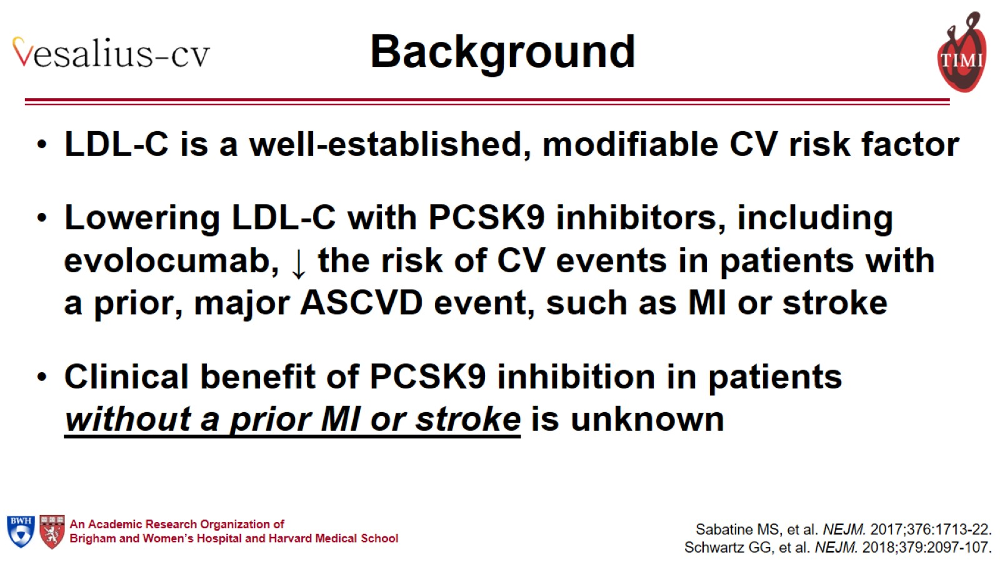 vesalius-cv
Background
TIMI
• LDL-C is a well-established, modifiable CV risk factor
• Lowering LDL-C with PCSK9 inhibitors, including
evolocumab, ↓ the risk of CV events in patients with
a prior, major ASCVD event, such as MI or stroke
• Clinical benefit of PCSK9 inhibition in patients
without a prior MI or stroke is unknown
BWH
An Academic Research Organization of
Brigham and Women's Hospital and Harvard Medical School
Sabatine MS, et al. NEJM. 2017;376:1713-22.
Schwartz GG, et al. NEJM. 2018;379:2097-107.